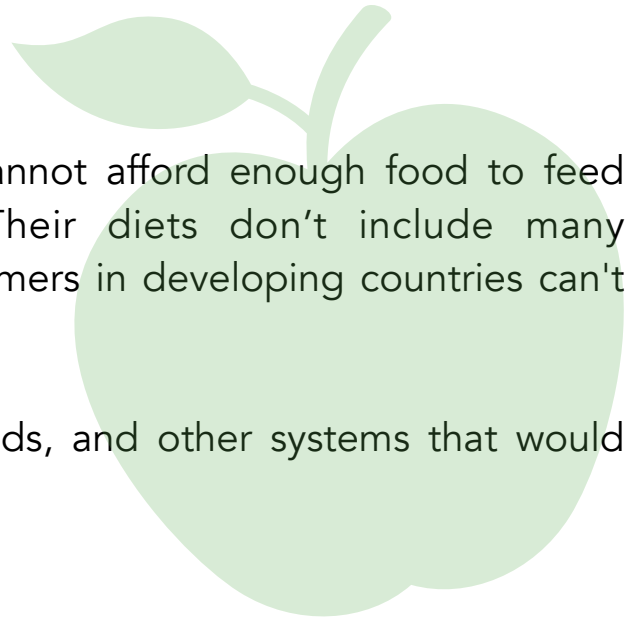 annot afford enough food to feed
Their diets don’t include many
mers in developing countries can't
ds, and other systems that would